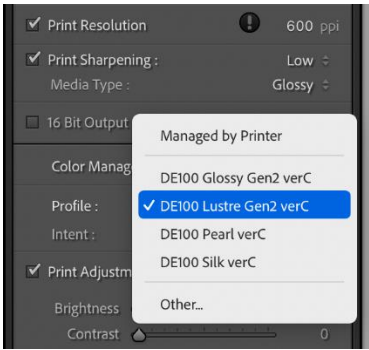 Print Resolution 600 ppi
Print Sharpening : Low
Media Type : Glossy
16 Bit Output
Managed by Printer
Color Manag
DE100 Glossy Gen2 verC
Profile : ✓ DE100 Lustre Gen2 verC
Intent : DE100 Pearl verC
DE100 Silk verC
Print Adjustm
Other...
Brightness
Contrast 0